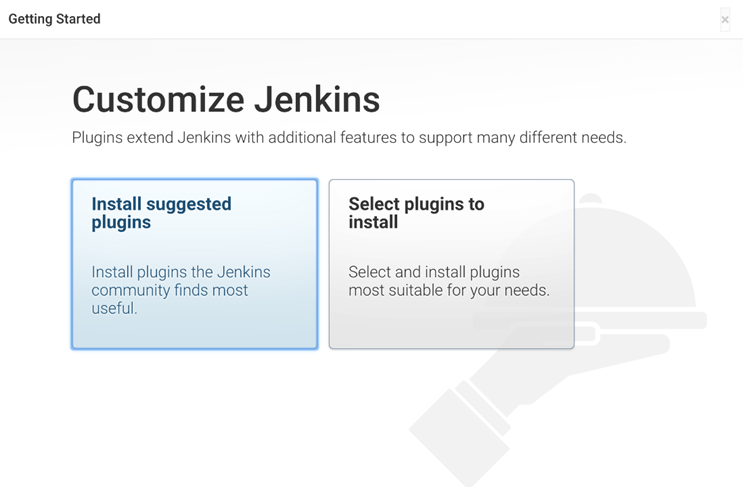 Getting Started
×
Customize Jenkins
Plugins extend Jenkins with additional features to support many different needs.
Install suggested
plugins
Install plugins the Jenkins
community finds most
useful.
Select plugins to
install
Select and install plugins
most suitable for your needs.